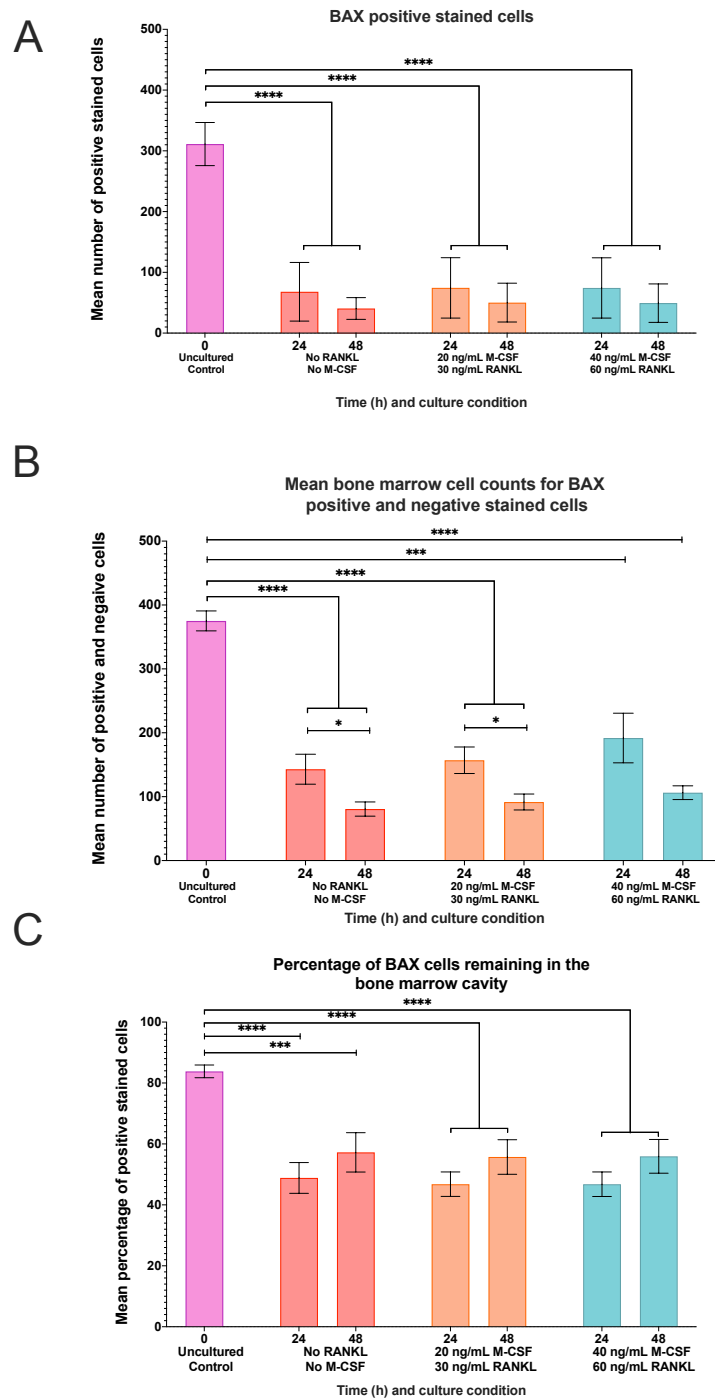 A
BAX positive stained cells
500
400
300
200
100
0
Mean number of positive stained cells
****
****
****
0 24 48 24 48 24 48
Uncultured No RANKL 20 ng/mL M-CSF 40 ng/mL M-CSF
Control No M-CSF 30 ng/mL RANKL 60 ng/mL RANKL
Time (h) and culture condition
B
Mean bone marrow cell counts for BAX
positive and negative stained cells
500
400
300
200
100
0
Mean number of positive and negaive cells
****
***
****
****
* *
0 24 48 24 48 24 48
Uncultured No RANKL 20 ng/mL M-CSF 40 ng/mL M-CSF
Control No M-CSF 30 ng/mL RANKL 60 ng/mL RANKL
Time (h) and culture condition
C
Percentage of BAX cells remaining in the
bone marrow cavity
100
80
60
40
20
0
Mean percentage of positive stained cells
****
****
****
***
0 24 48 24 48 24 48
Uncultured No RANKL 20 ng/mL M-CSF 40 ng/mL M-CSF
Control No M-CSF 30 ng/mL RANKL 60 ng/mL RANKL
Time (h) and culture condition